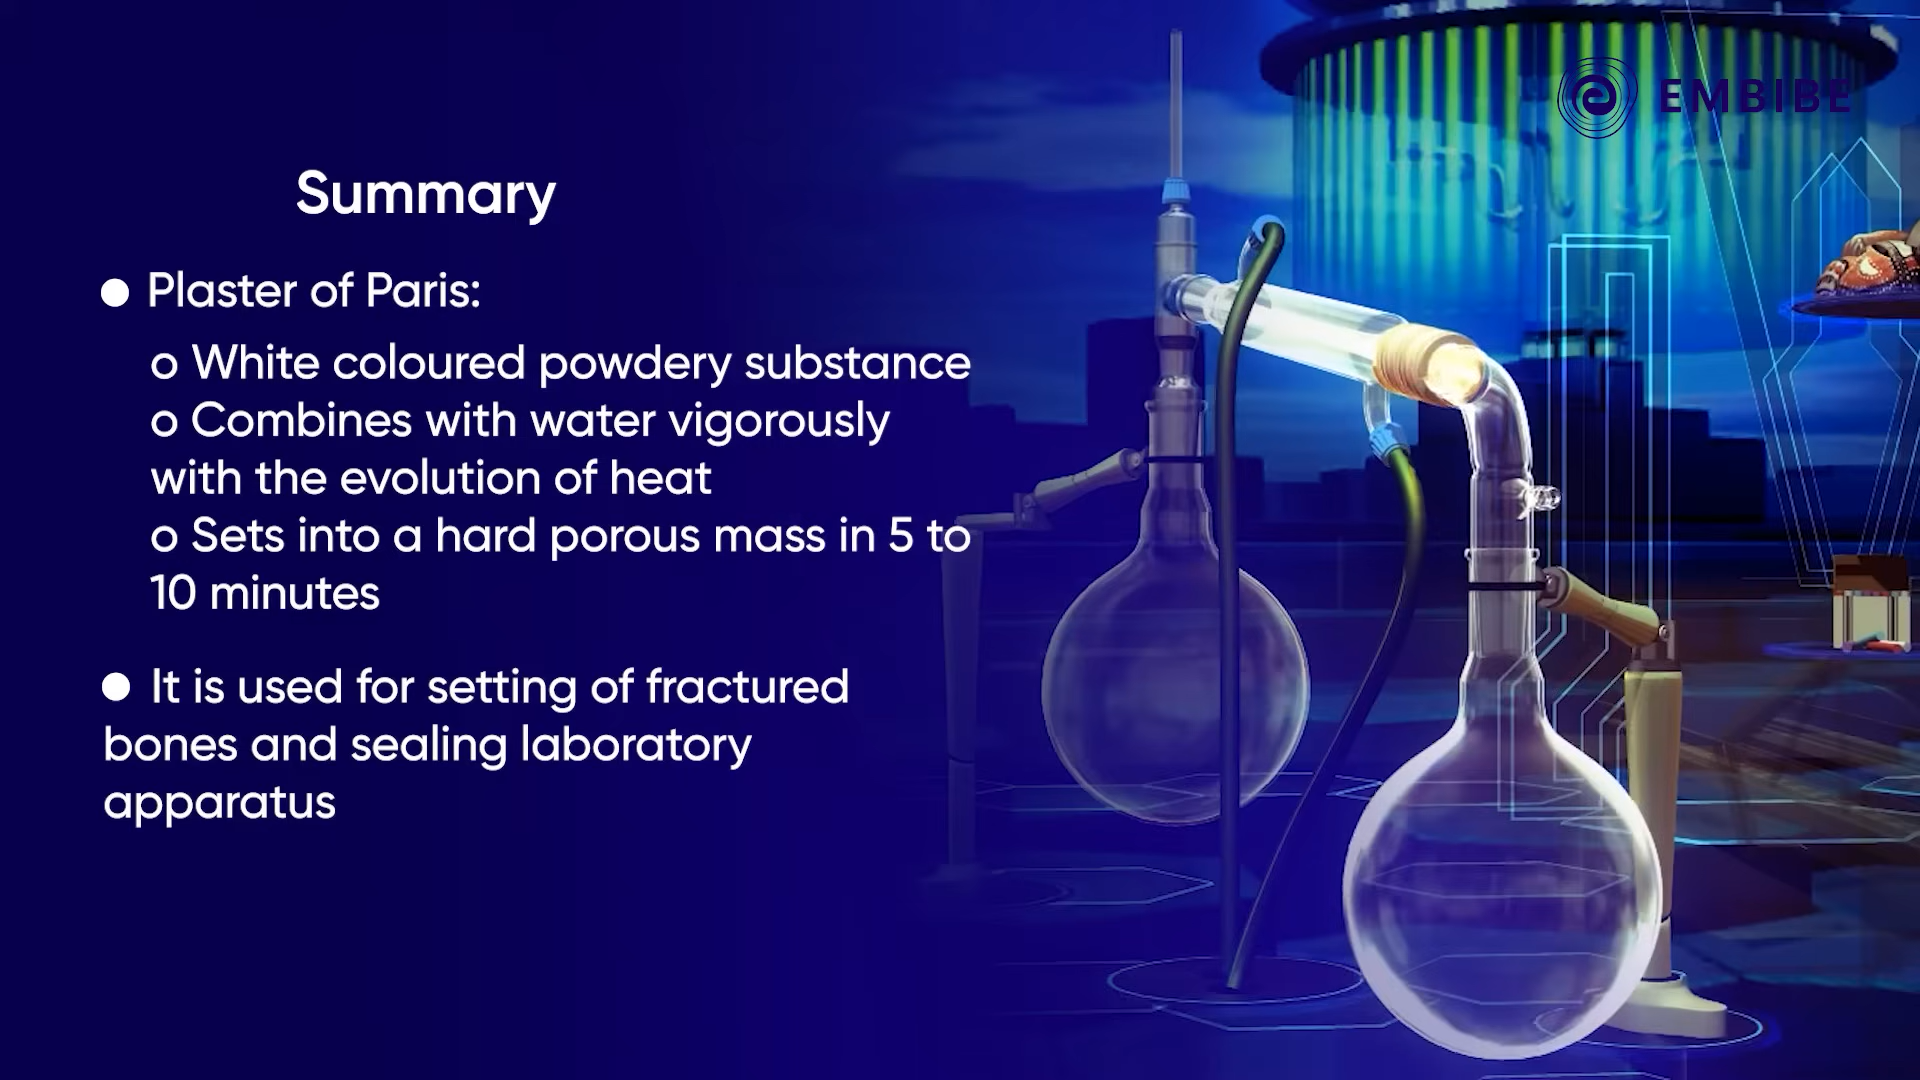 EMBIBE
Summary
● Plaster of Paris:
o White coloured powdery substance
o Combines with water vigorously
with the evolution of heat
o Sets into a hard porous mass in 5 to
10 minutes
● It is used for setting of fractured
bones and sealing laboratory
apparatus